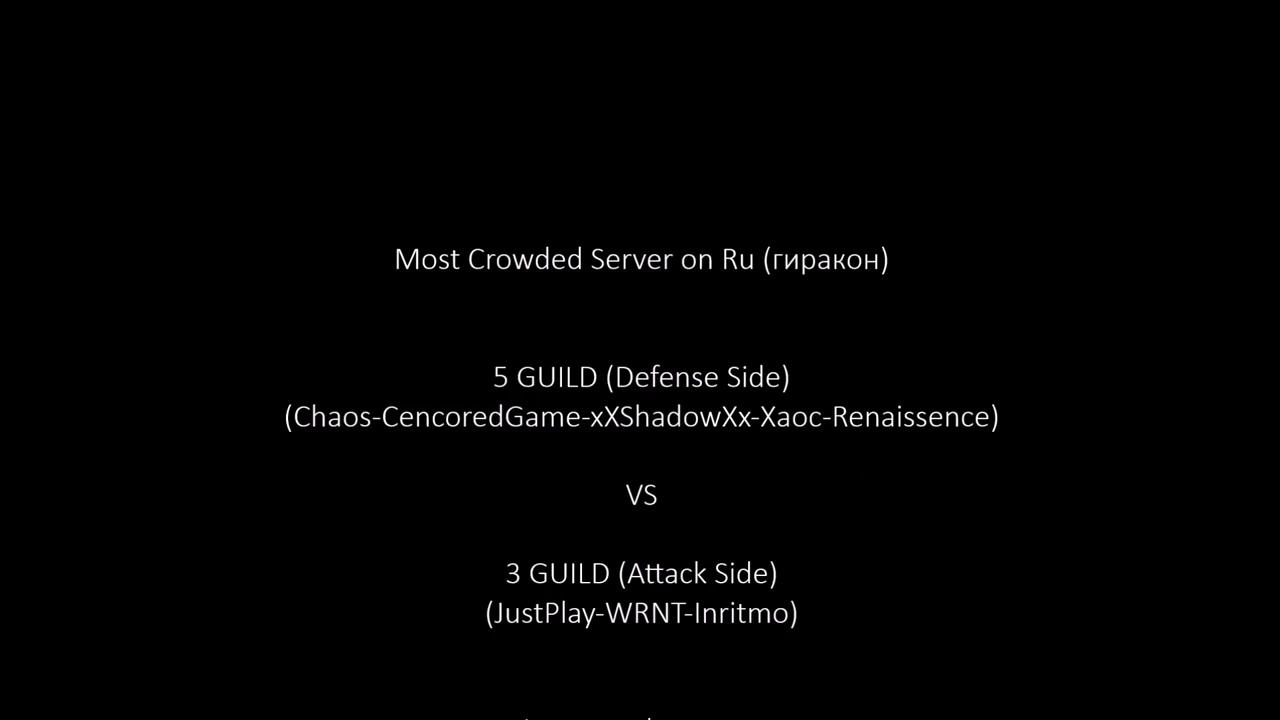 Most Crowded Server on Ru (гиракон)
5 GUILD (Defense Side)
(Chaos-CencoredGame-xXShadowXx-Xaoc-Renaissence)
VS
3 GUILD (Attack Side)
(JustPlay-WRNT-Inritmo)